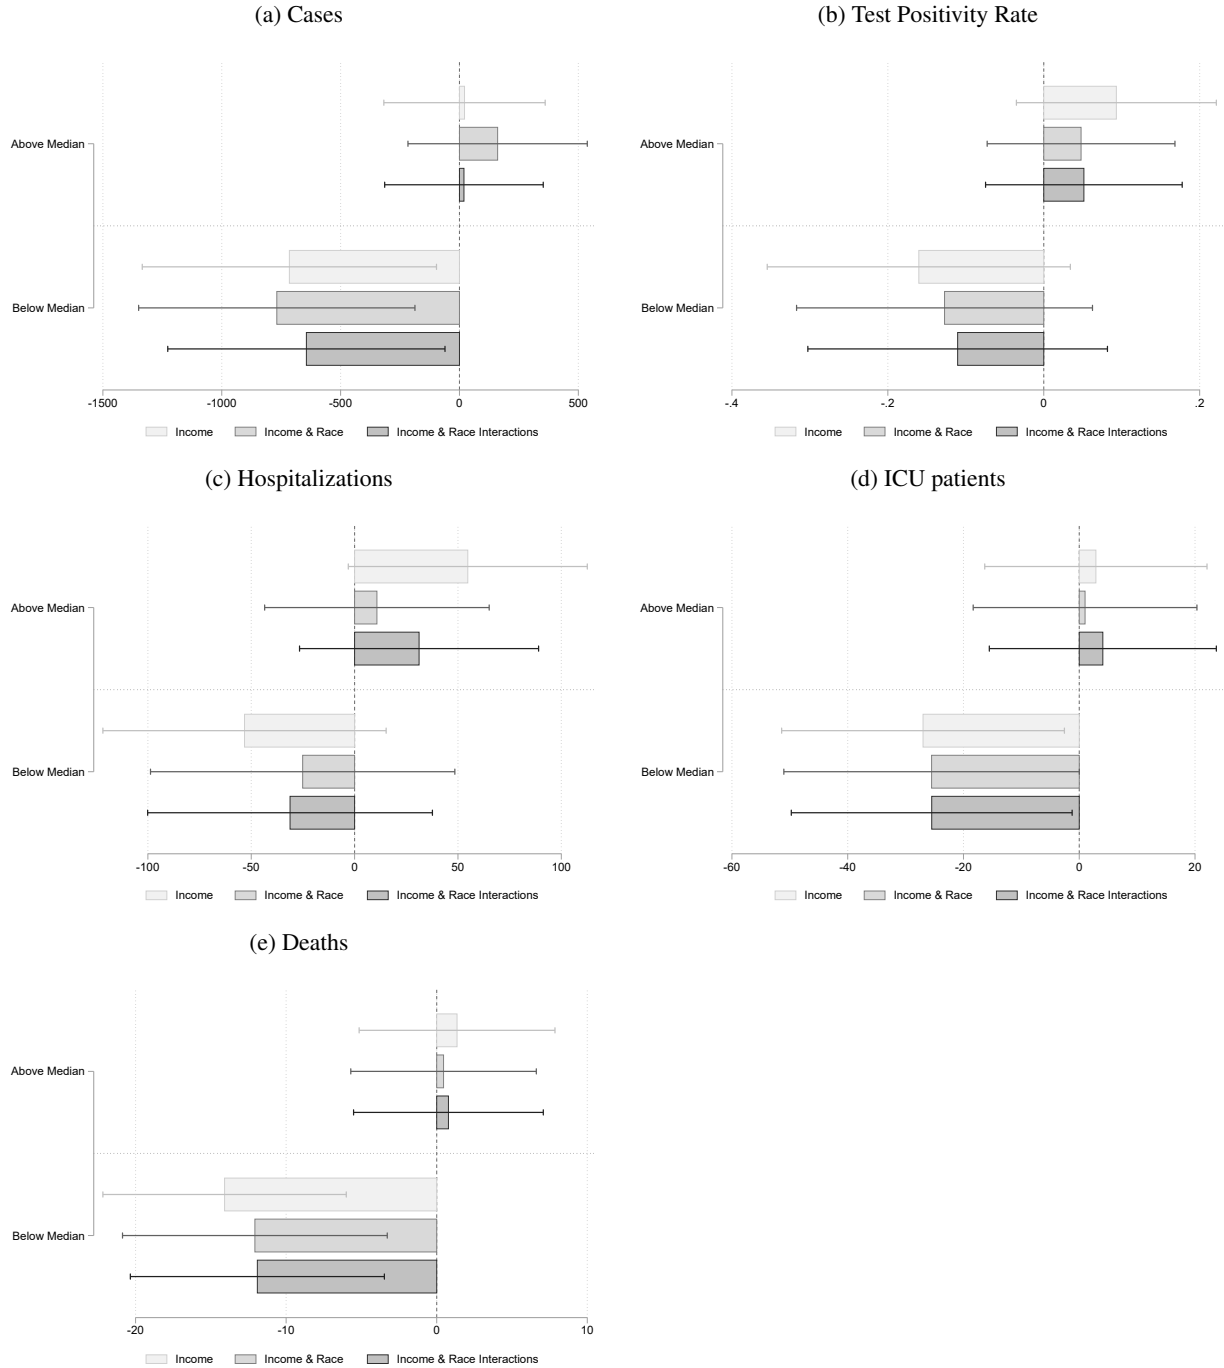 (a) Cases
Above Median
Below Median
-1500 -1000 -500 0 500
Income Income & Race Income & Race Interactions
(b) Test Positivity Rate
Above Median
Below Median
-.4 -.2 0 .2
Income Income & Race Income & Race Interactions
(c) Hospitalizations
Above Median
Below Median
-100 -50 0 50 100
Income Income & Race Income & Race Interactions
(d) ICU patients
Above Median
Below Median
-60 -40 -20 0 20
Income Income & Race Income & Race Interactions
(e) Deaths
Above Median
Below Median
-20 -10 0 10
Income Income & Race Income & Race Interactions